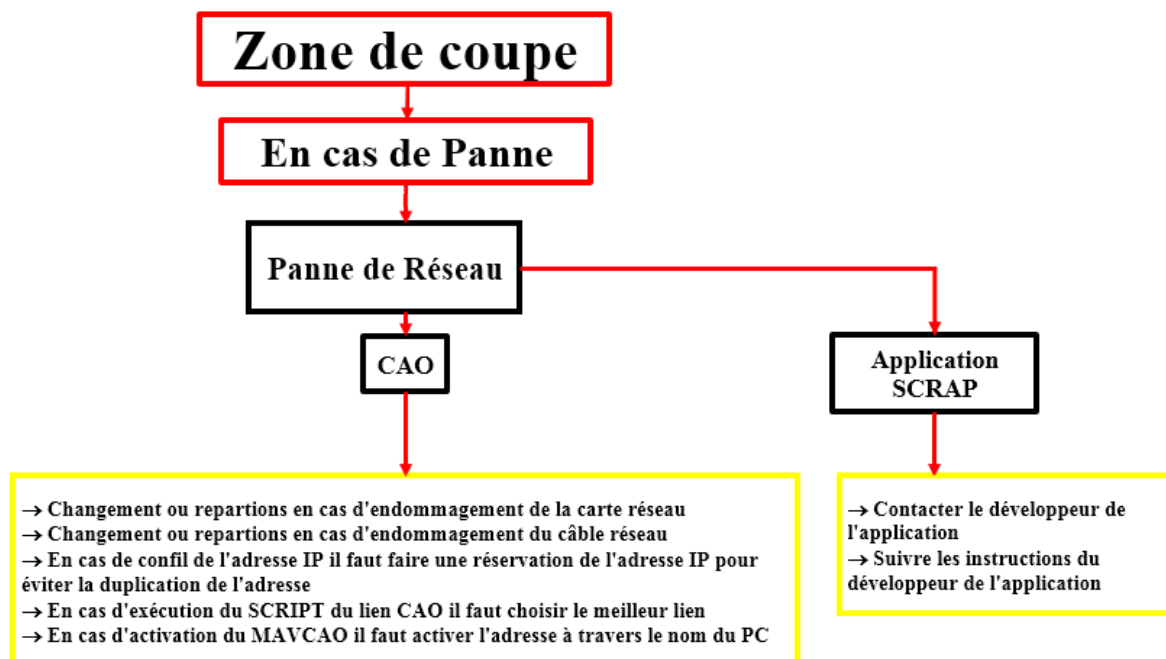 Zone de coupe
En cas de Panne
Panne de Réseau
CAO
Application
SCRAP
→ Changement ou repartions en cas d'endommagement de la carte réseau
→ Changement ou repartions en cas d'endommagement du câble réseau
→ En cas de confil de l'adresse IP il faut faire une réservation de l'adresse IP pour
éviter la duplication de l'adresse
→ En cas d'exécution du SCRIPT du lien CAO il faut choisir le meilleur lien
→ En cas d'activation du MAVCAO il faut activer l'adresse à travers le nom du PC
→ Contacter le développeur de
l'application
→ Suivre les instructions du
développeur de l'application